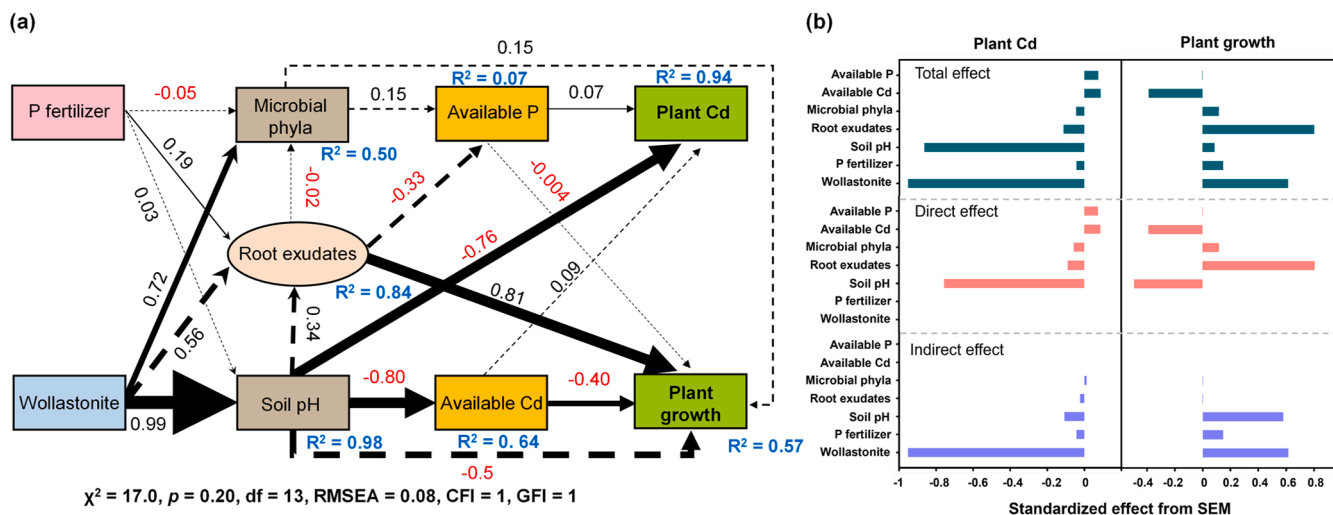 (a)
0.15
R² = 0.07
R² = 0.94
P fertilizer
-0.05
Microbial
phyla
0.15
Available P
0.07
Plant Cd
R² = 0.50
0.19
0.03
-0.02
-0.33
-0.004
-0.76
Root exudates
R² = 0.84
0.72
0.56
0.34
0.81
0.09
Wollastonite
0.99
Soil pH
-0.80
Available Cd
-0.40
Plant
growth
R² = 0.98
R² = 0.64
R² = 0.57
-0.5
χ² = 17.0, p = 0.20, df = 13, RMSEA = 0.08, CFI = 1, GFI = 1
(b)
Plant Cd
Plant growth
Total effect
Available P
Available Cd
Microbial phyla
Root exudates
Soil pH
P fertilizer
Wollastonite
Direct effect
Available P
Available Cd
Microbial phyla
Root exudates
Soil pH
P fertilizer
Wollastonite
Indirect effect
Available P
Available Cd
Microbial phyla
Root exudates
Soil pH
P fertilizer
Wollastonite
-1 -0.8 -0.6 -0.4 -0.2 0 0.2 -0.4 -0.2 0 0.2 0.4 0.6 0.8
Standardized effect from SEM